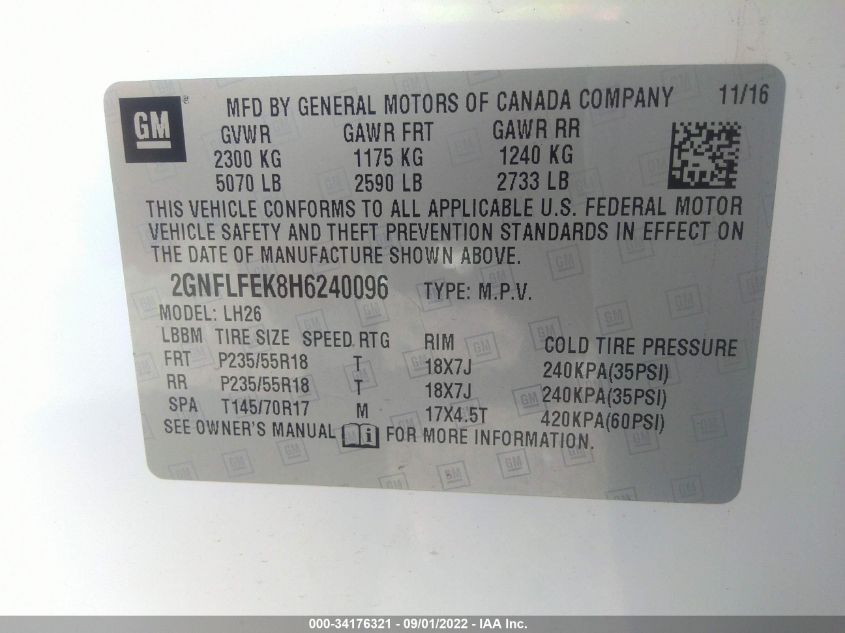 GM ® MFD BY GENERAL MOTORS OF CANADA COMPANY 11/16
GVWR GAWR FRT GAWR RR
2300 KG 1175 KG 1240 KG
5070 LB 2590 LB 2733 LB
THIS VEHICLE CONFORMS TO ALL APPLICABLE U.S. FEDERAL MOTOR
VEHICLE SAFETY AND THEFT PREVENTION STANDARDS IN EFFECT ON
THE DATE OF MANUFACTURE SHOWN ABOVE.
2GNFLFEK8H6240096 TYPE: M.P.V.
MODEL: LH26
LBBM TIRE SIZE SPEED RTG RIM COLD TIRE PRESSURE
FRT P235/55R18 T 18X7J 240KPA(35PSI)
RR P235/55R18 T 18X7J 240KPA(35PSI)
SPA T145/70R17 M 17X4.5T 420KPA(60PSI)
SEE OWNER'S MANUAL FOR MORE INFORMATION.
000-34176321 - 09/01/2022 - IAA Inc.